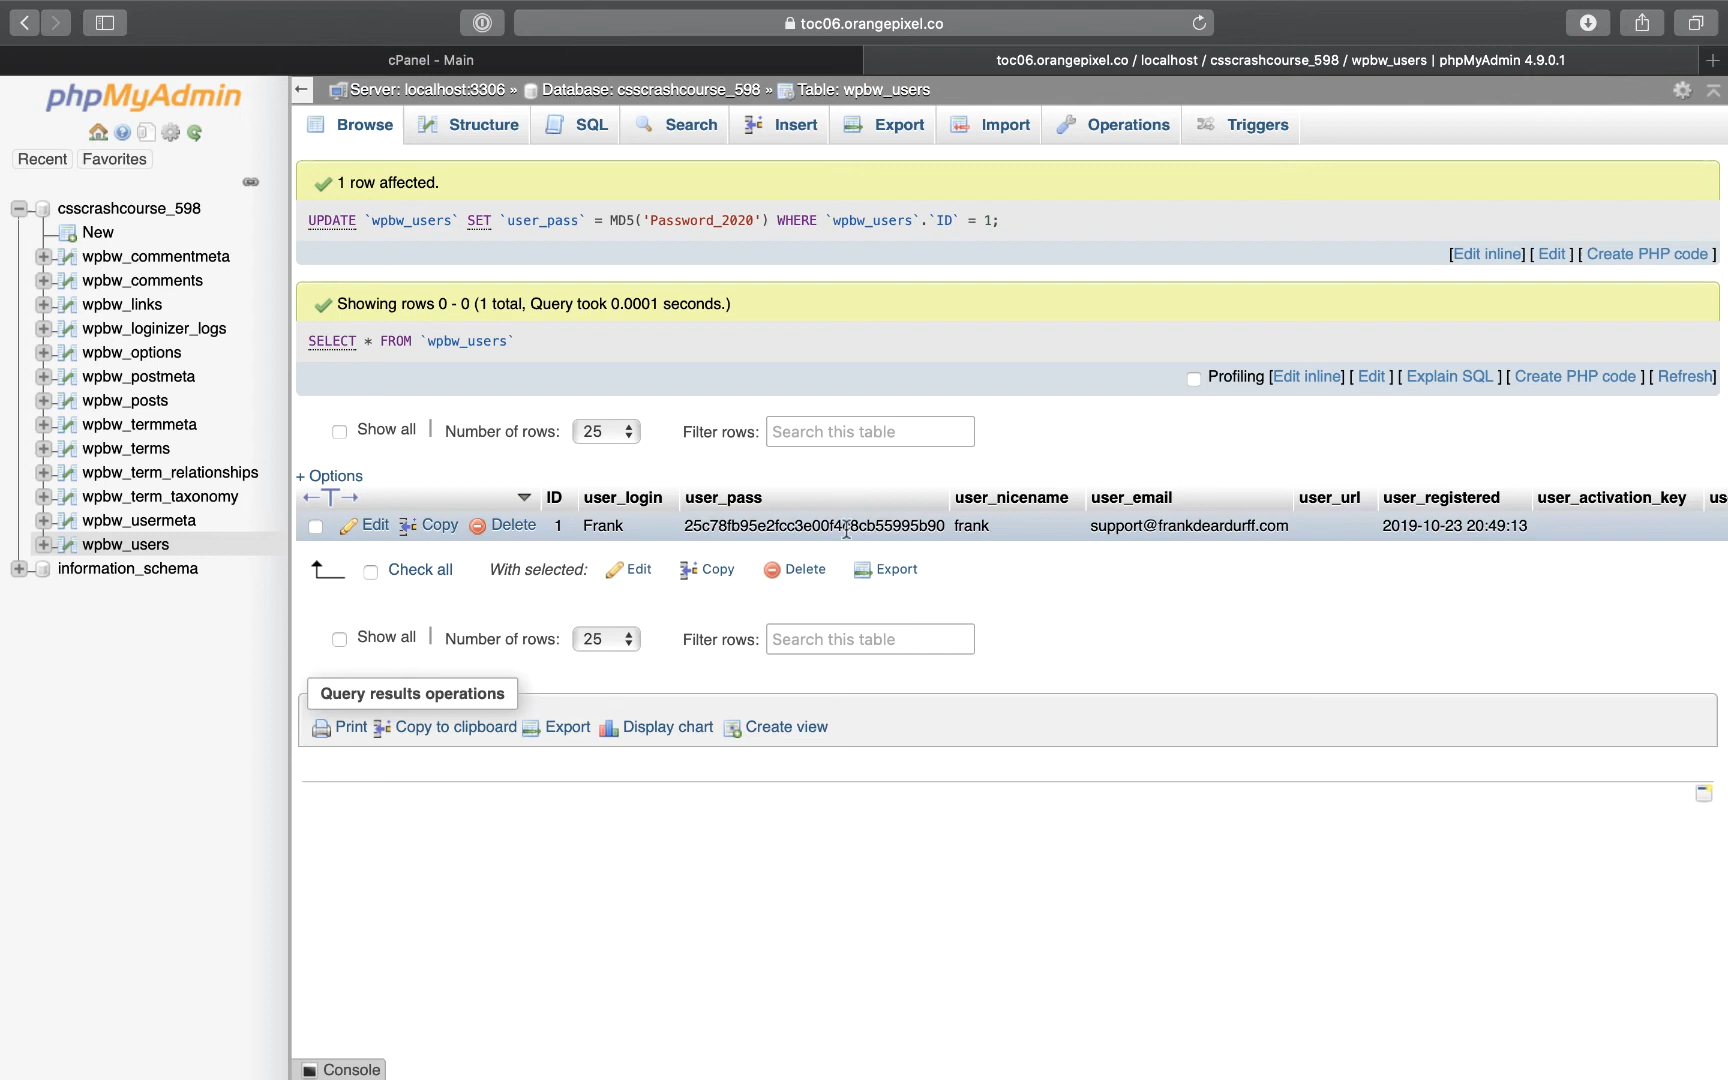 toc06.orangepixel.co
cPanel - Main
toc06.orangepixel.co / localhost / csscrashcourse_598 / wpbw_users | phpMyAdmin 4.9.0.1
phpMyAdmin
Recent
Favorites
csscrashcourse_598
New
wpbw_commentmeta
wpbw_comments
wpbw_links
wpbw_loginizer_logs
wpbw_options
wpbw_postmeta
wpbw_posts
wpbw_termmeta
wpbw_terms
wpbw_term_relationships
wpbw_term_taxonomy
wpbw_usermeta
wpbw_users
information_schema
Server: localhost:3306 » Database: csscrashcourse_598 » Table: wpbw_users
Browse Structure SQL Search Insert Export Import Operations Triggers
1 row affected.
UPDATE `wpbw_users` SET `user_pass` = MD5('Password_2020') WHERE `wpbw_users`.`ID` = 1;
[Edit inline] [ Edit ] [ Create PHP code ]
Showing rows 0 - 0 (1 total, Query took 0.0001 seconds.)
SELECT * FROM `wpbw_users`
Profiling [Edit inline] [ Edit ] [ Explain SQL ] [ Create PHP code ] [ Refresh]
Show all | Number of rows: 25 Filter rows: Search this table
+ Options
←T→ ID user_login user_pass user_nicename user_email user_url user_registered user_activation_key us
Edit Copy Delete 1 Frank frank support@frankdeardurff.com 2019-10-23 20:49:13
Check all With selected: Edit Copy Delete Export
Show all | Number of rows: 25 Filter rows: Search this table
Query results operations
Print Copy to clipboard Export Display chart Create view
Console